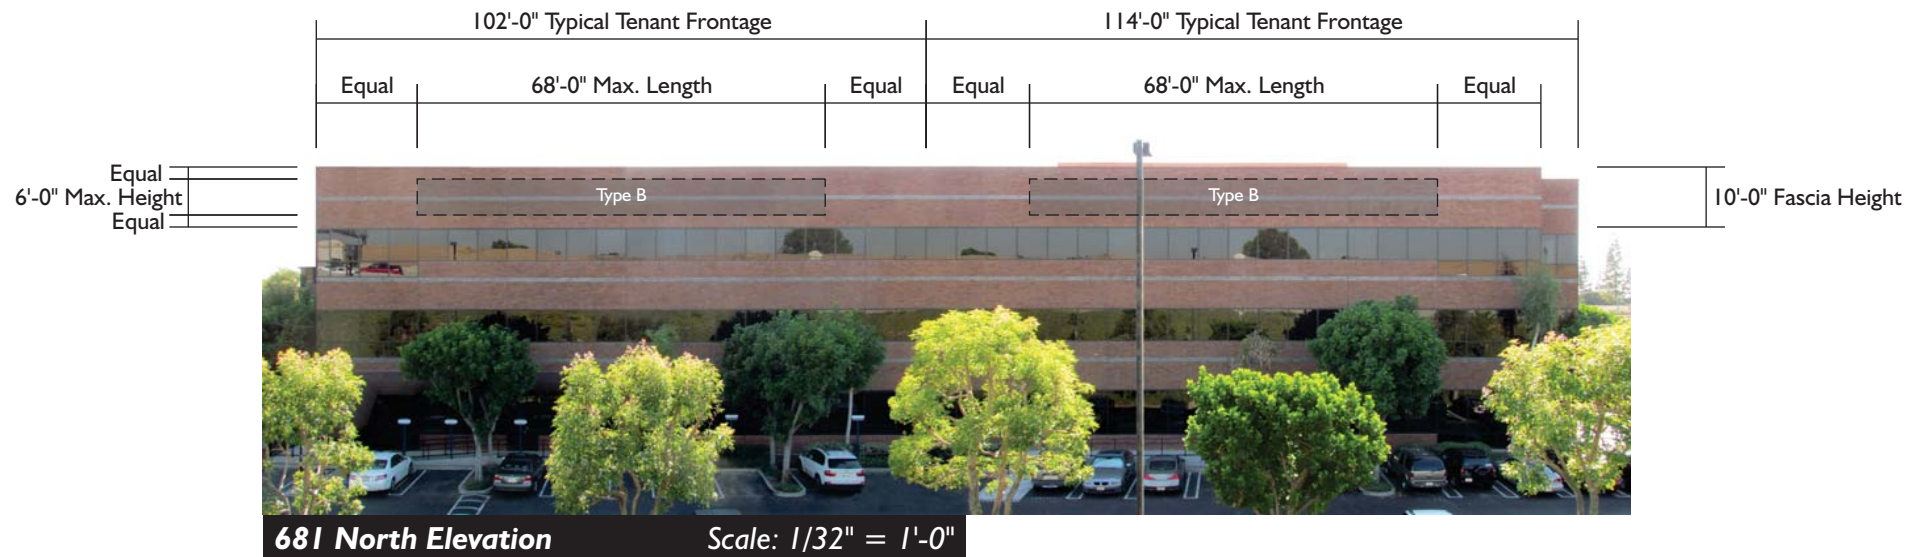 102'-0" Typical Tenant Frontage
114'-0" Typical Tenant Frontage
Equal
68'-0" Max. Length
Equal
Equal
68'-0" Max. Length
Equal
Equal
6'-0" Max. Height
Equal
Type B
Type B
10'-0" Fascia Height
681 North Elevation
Scale: 1/32" = 1'-0"